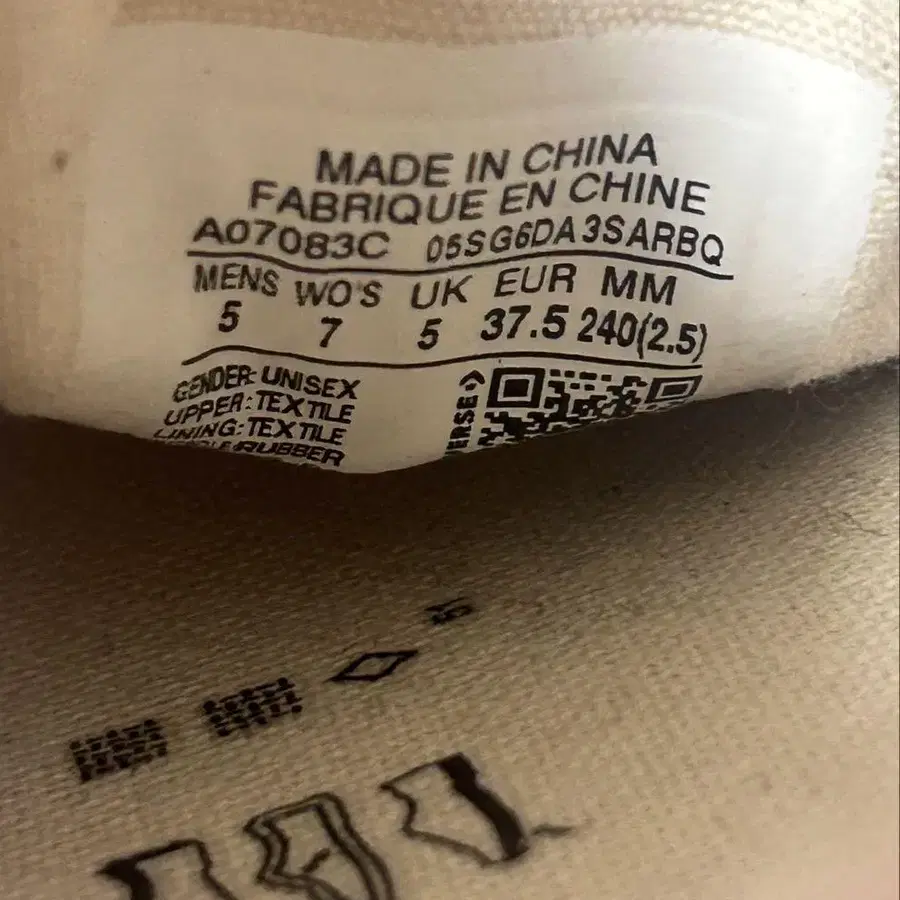 MADE IN CHINA
FABRIQUE EN CHINE
A07083C 05SG6DA3SARBQ
MENS WO'S UK EUR MM
5 7 5 37.5 240(2.5)
GENDER: UNISEX
UPPER: TEXTILE
LINING: TEXTILE
RUBBER